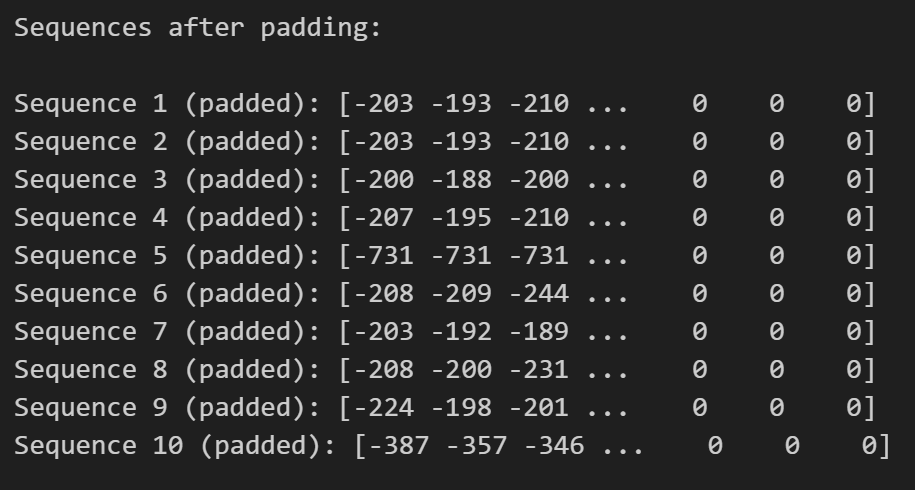 Sequences after padding:
Sequence 1 (padded): [-203 -193 -210 ...    0    0    0]
Sequence 2 (padded): [-203 -193 -210 ...    0    0    0]
Sequence 3 (padded): [-200 -188 -200 ...    0    0    0]
Sequence 4 (padded): [-207 -195 -210 ...    0    0    0]
Sequence 5 (padded): [-731 -731 -731 ...    0    0    0]
Sequence 6 (padded): [-208 -209 -244 ...    0    0    0]
Sequence 7 (padded): [-203 -192 -189 ...    0    0    0]
Sequence 8 (padded): [-208 -200 -231 ...    0    0    0]
Sequence 9 (padded): [-224 -198 -201 ...    0    0    0]
Sequence 10 (padded): [-387 -357 -346 ...    0    0    0]